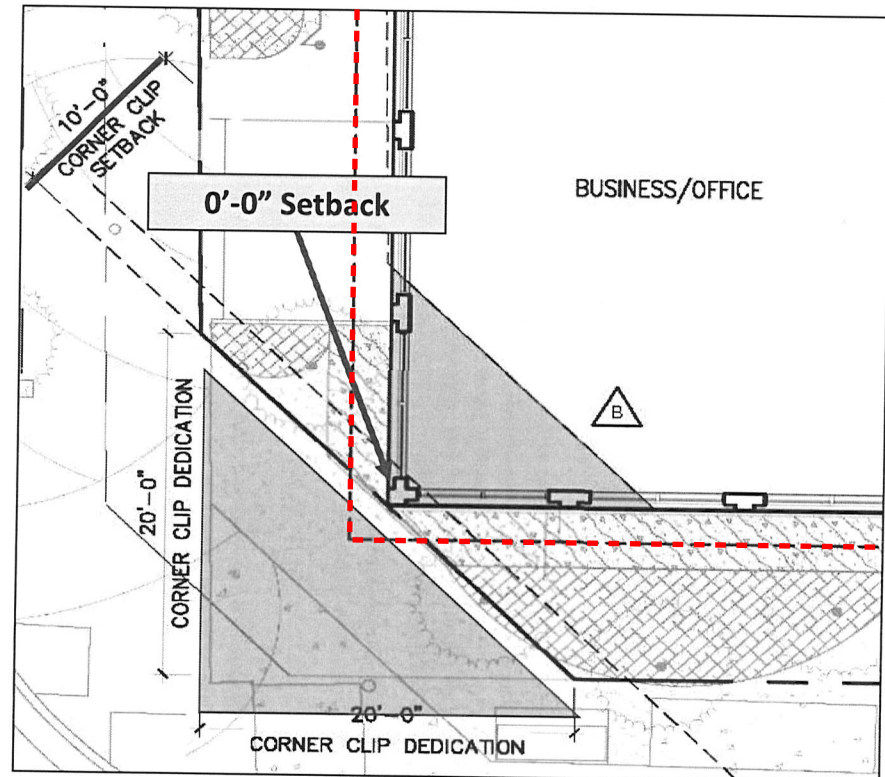 10'-0"
CORNER CLIP
SETBACK
0'-0” Setback
BUSINESS/OFFICE
B
20'-0"
CORNER CLIP DEDICATION
20'-0"
CORNER CLIP DEDICATION